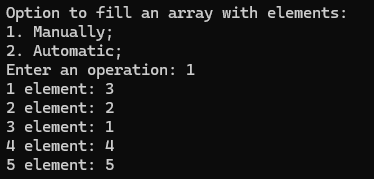 Option to fill an array with elements:
1. Manually;
2. Automatic;
Enter an operation: 1
1 element: 3
2 element: 2
3 element: 1
4 element: 4
5 element: 5